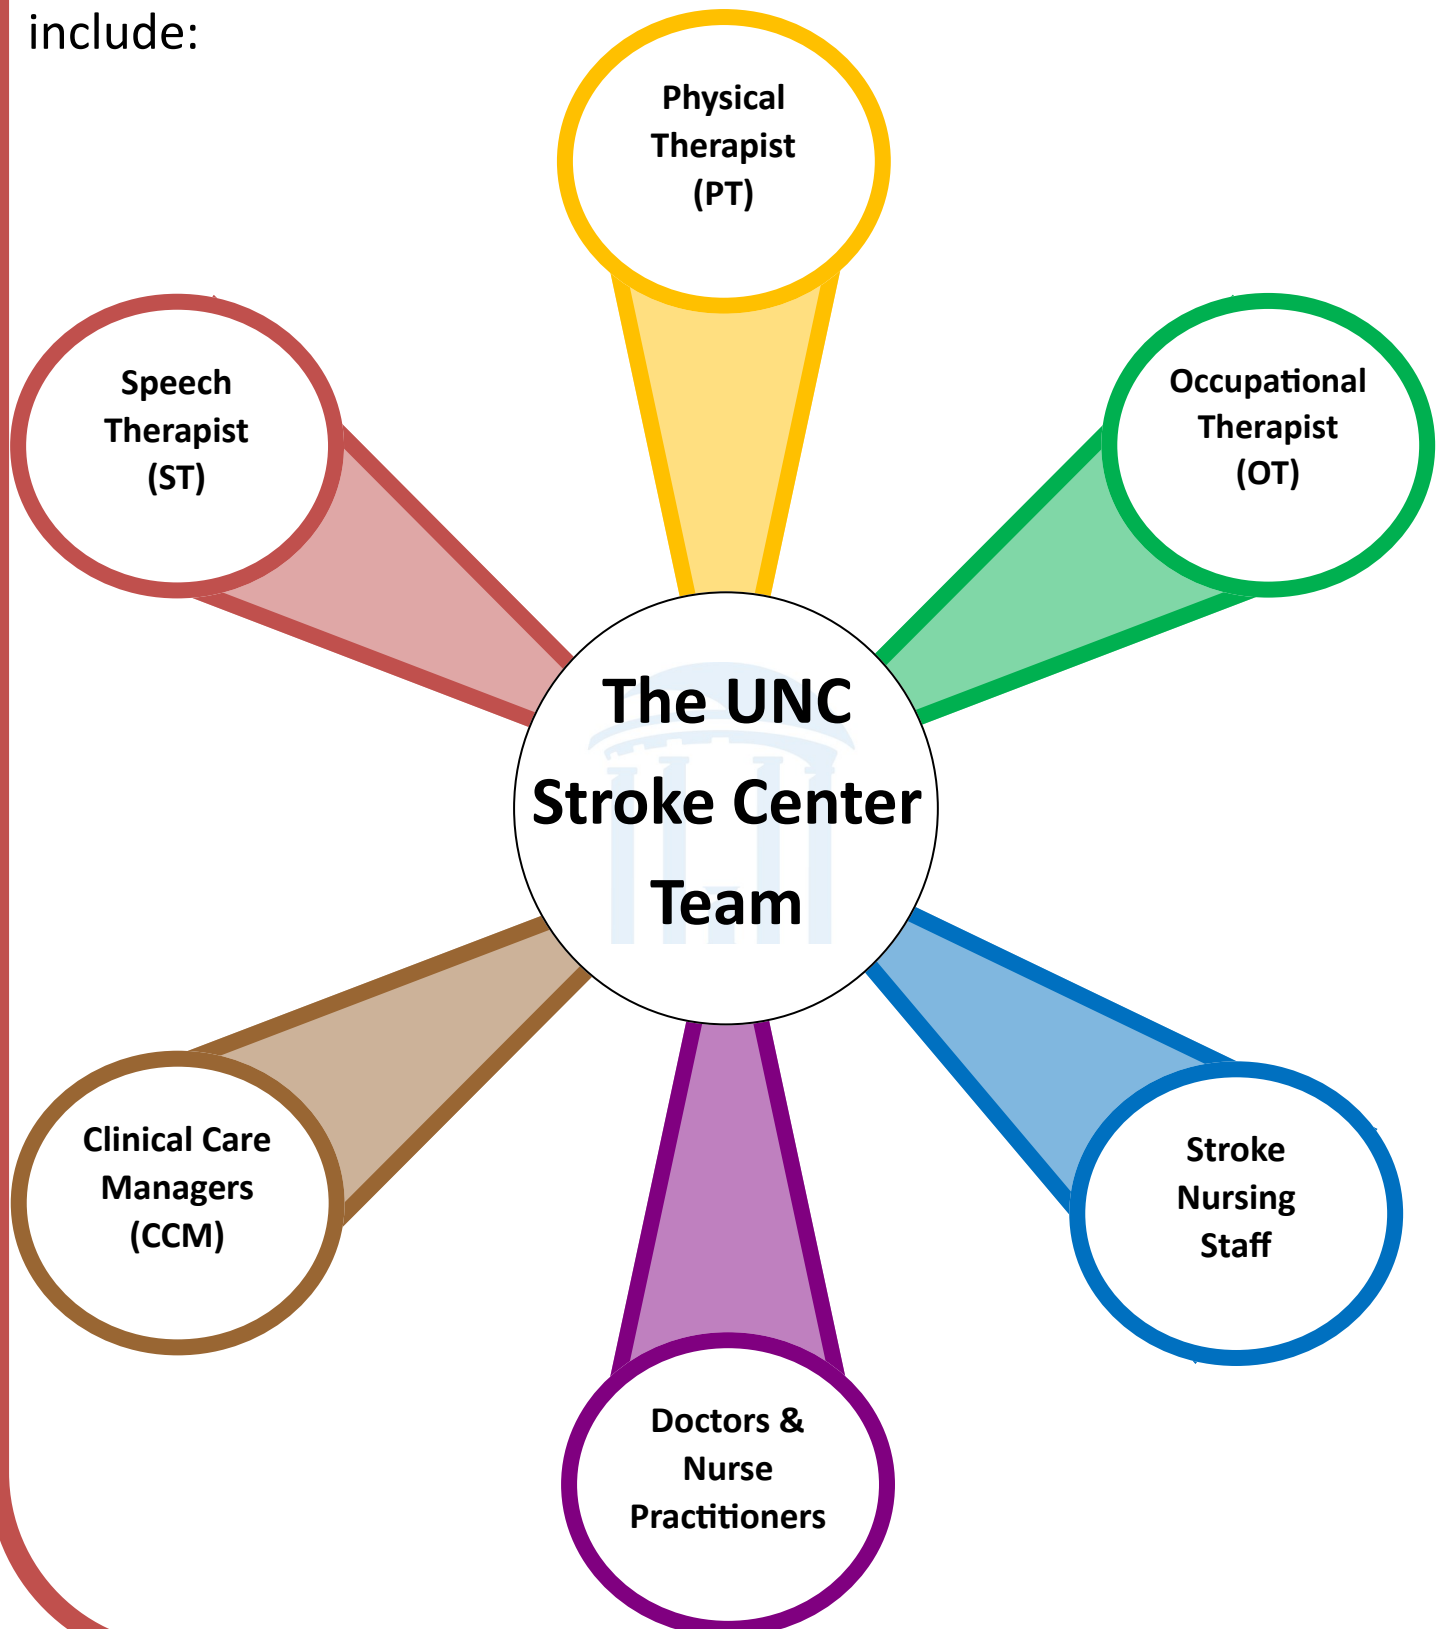 include:
Physical
Therapist
(PT)
Speech
Therapist
(ST)
Occupational
Therapist
(OT)
The UNC
Stroke Center
Team
Clinical Care
Managers
(CCM)
Stroke
Nursing
Staff
Doctors &
Nurse
Practitioners